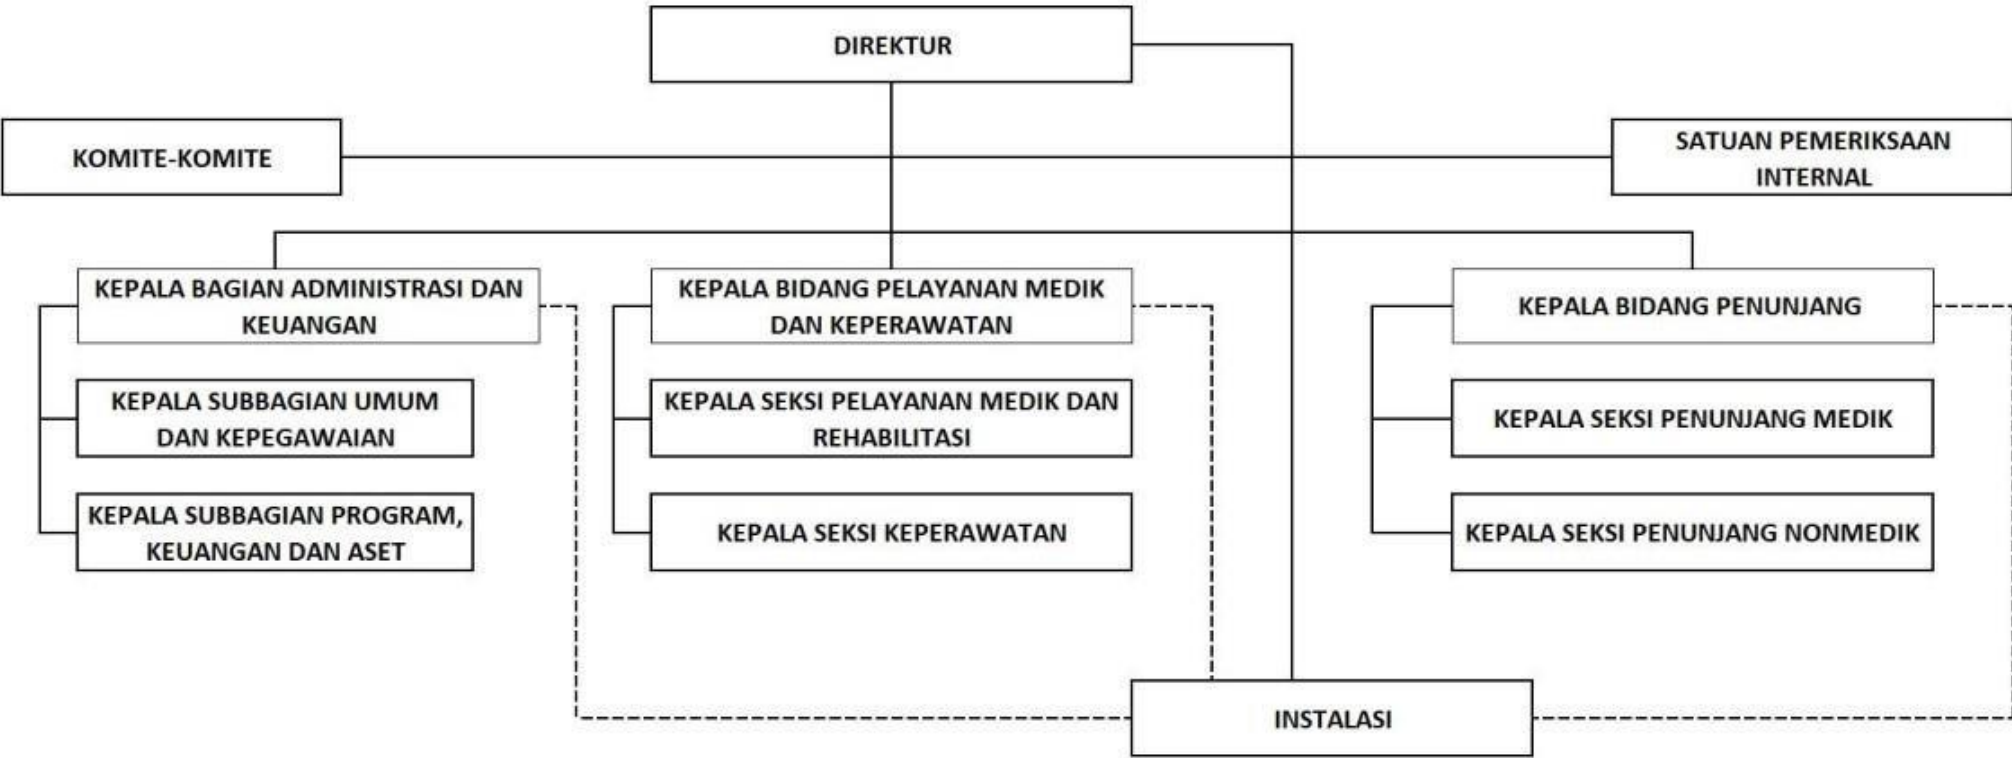 DIREKTUR
KOMITE-KOMITE
SATUAN PEMERIKSAAN
INTERNAL
KEPALA BAGIAN ADMINISTRASI DAN
KEUANGAN
KEPALA SUBBAGIAN UMUM
DAN KEPEGAWAIAN
KEPALA SUBBAGIAN PROGRAM,
KEUANGAN DAN ASET
KEPALA BIDANG PELAYANAN MEDIK
DAN KEPERAWATAN
KEPALA SEKSI PELAYANAN MEDIK DAN
REHABILITASI
KEPALA SEKSI KEPERAWATAN
KEPALA BIDANG PENUNJANG
KEPALA SEKSI PENUNJANG MEDIK
KEPALA SEKSI PENUNJANG NONMEDIK
INSTALASI